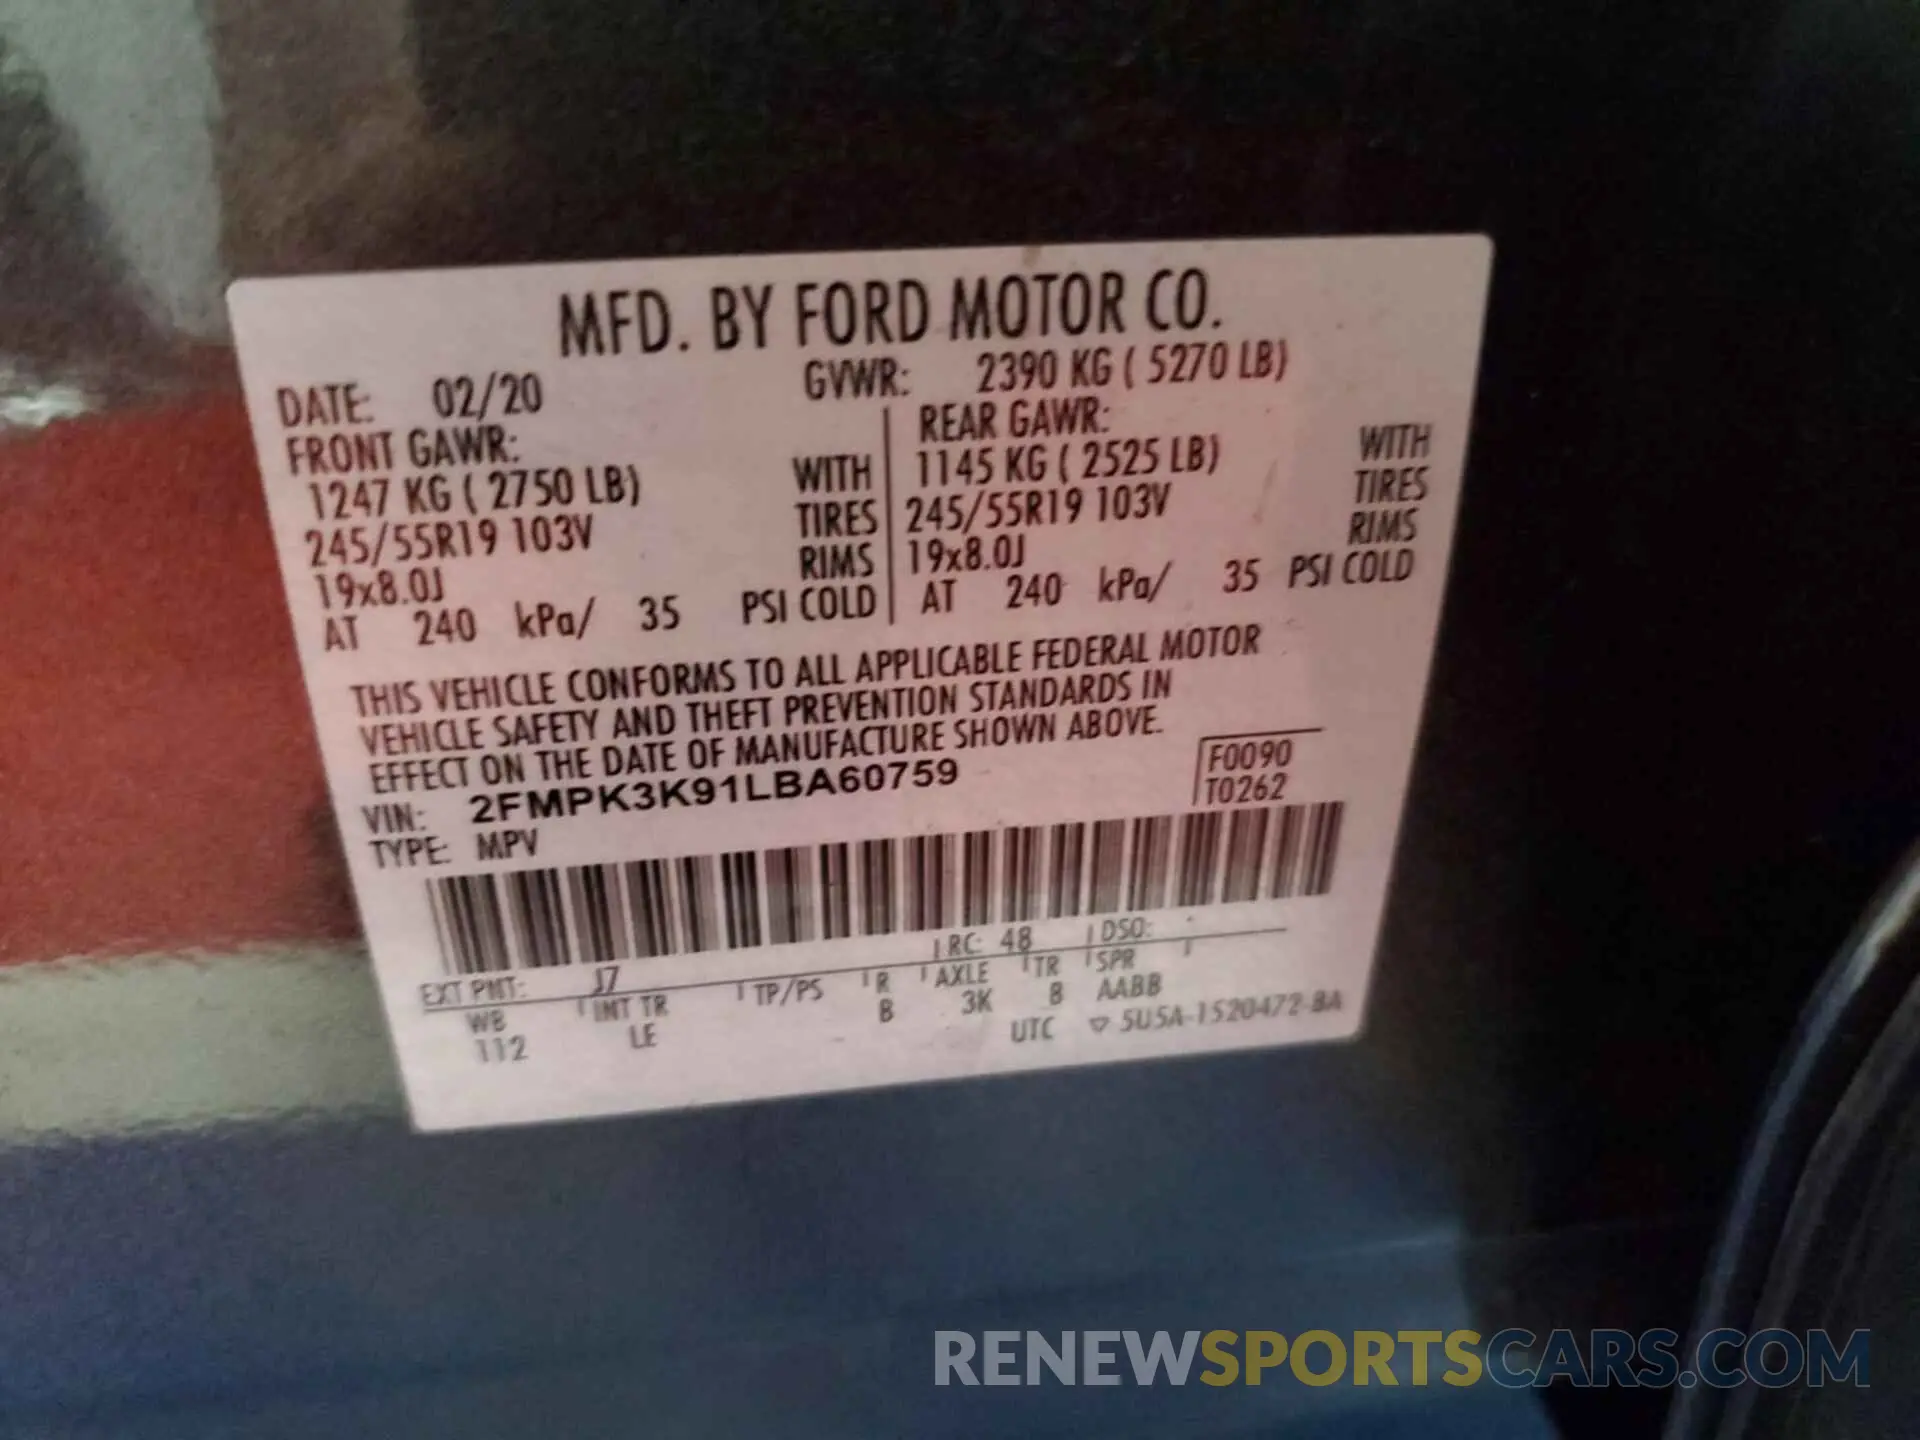 MFD. BY FORD MOTOR CO.
DATE: 02/20 GVWR: 2390 KG ( 5270 LB)
FRONT GAWR: REAR GAWR:
1247 KG ( 2750 LB) WITH 1145 KG ( 2525 LB) WITH
245/55R19 103V TIRES 245/55R19 103V TIRES
19x8.0J RIMS 19x8.0J RIMS
AT 240 kPa/ 35 PSI COLD AT 240 kPa/ 35 PSI COLD
THIS VEHICLE CONFORMS TO ALL APPLICABLE FEDERAL MOTOR
VEHICLE SAFETY AND THEFT PREVENTION STANDARDS IN
EFFECT ON THE DATE OF MANUFACTURE SHOWN ABOVE.
VIN: 2FMPK3K91LBA60759 F0090
TYPE: MPV T0262
EXT PNT: J7 RC: 48 DSO:
WB INT TR TP/PS R AXLE TR SPR
112 LE B 3K 8 AABB
UTC ▽ 5U5A-1520472-BA
RENEWSPORTSCARS.COM